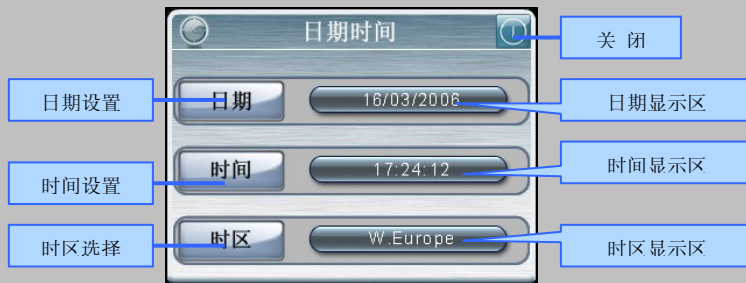 日期时间
关 闭
日期设置
日期
16/03/2006
日期显示区
时间设置
时间
17:24:12
时间显示区
时区选择
时区
W.Europe
时区显示区